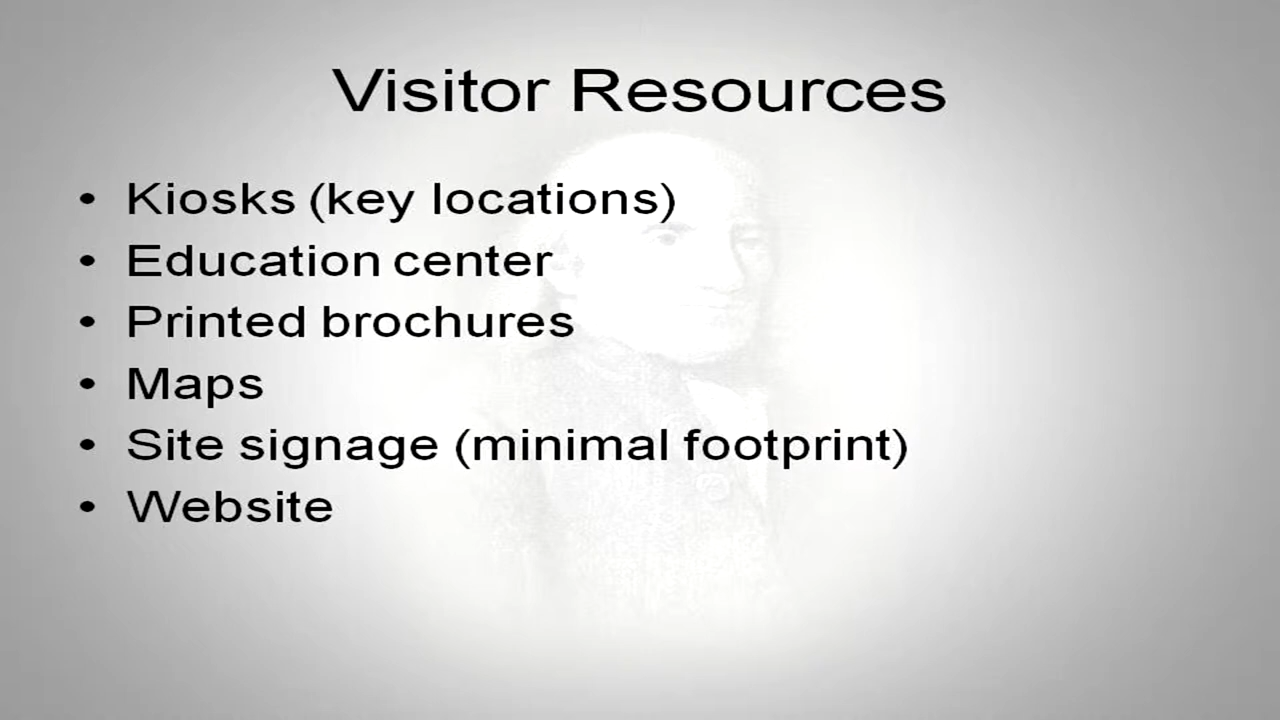 Visitor Resources
• Kiosks (key locations)
• Education center
• Printed brochures
• Maps
• Site signage (minimal footprint)
• Website